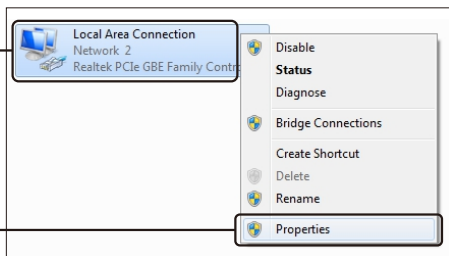 Local Area Connection
Network 2
Realtek PCIe GBE Family
Disable
Status
Diagnose
Bridge Connections
Create Shortcut
Delete
Rename
Properties